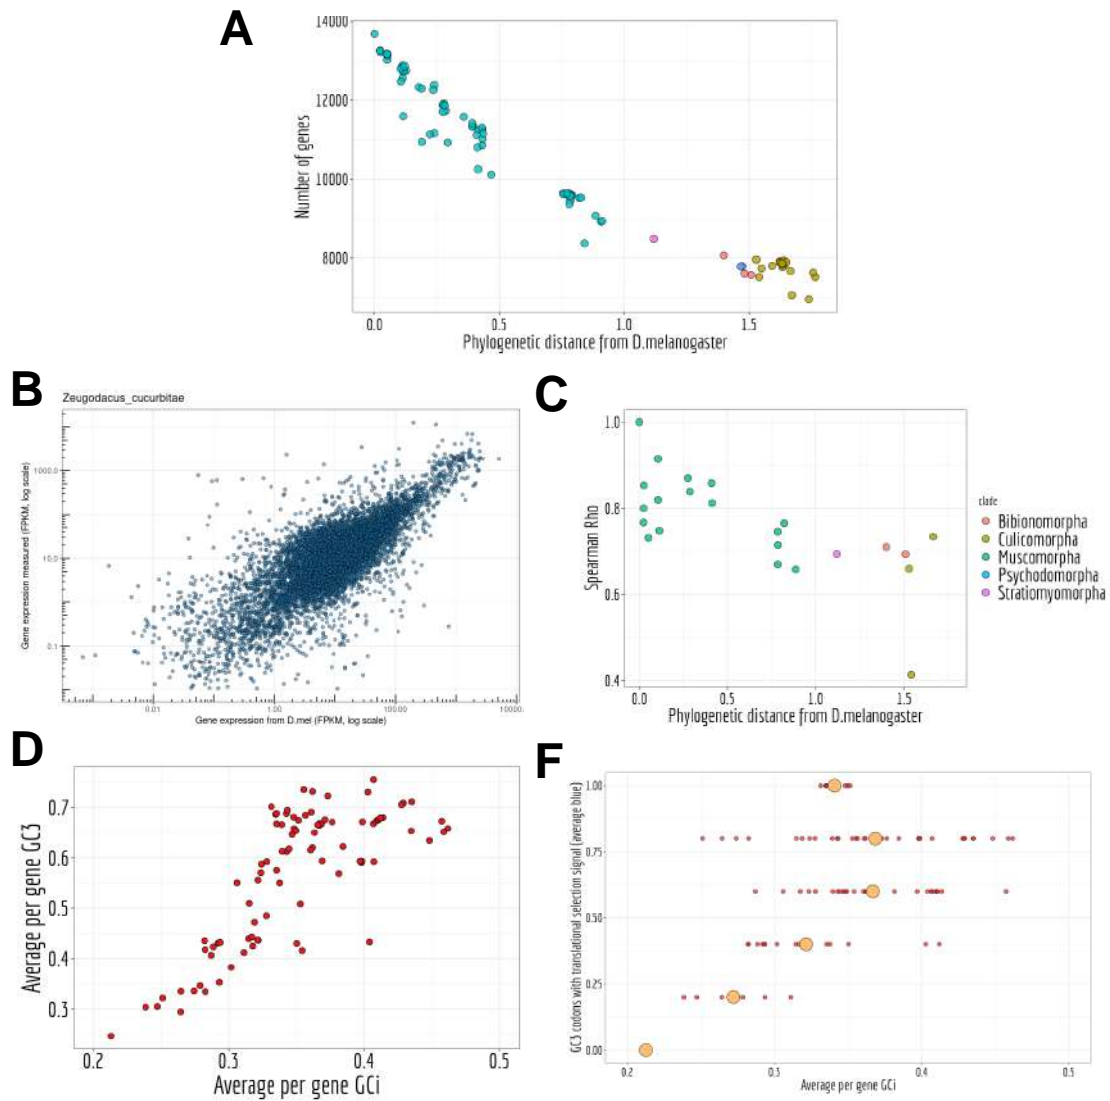 A
14000
12000
10000
8000
Number of genes
0.0 0.5 1.0 1.5
Phylogenetic distance from D.melanogaster
B
Zeugodacus_cucurbitae
Gene expression measured (FPKM, log scale)
1000.0
10.0
0.1
0.01 1.00 100.00 10000.
Gene expression from D.mel (FPKM, log scale)
C
1.0
0.8
0.6
0.4
Spearman Rho
0.0 0.5 1.0 1.5
Phylogenetic distance from D.melanogaster
clade
Bibionomorpha
Culicomorpha
Muscomorpha
Psychodomorpha
Stratiomyomorpha
D
0.7
0.6
0.5
0.4
0.3
Average per gene GC3
0.2 0.3 0.4 0.5
Average per gene GCi
F
GC3 codons with translational selection signal (average blue)
1.00
0.75
0.50
0.25
0.00
0.2 0.3 0.4 0.5
Average per gene GCi